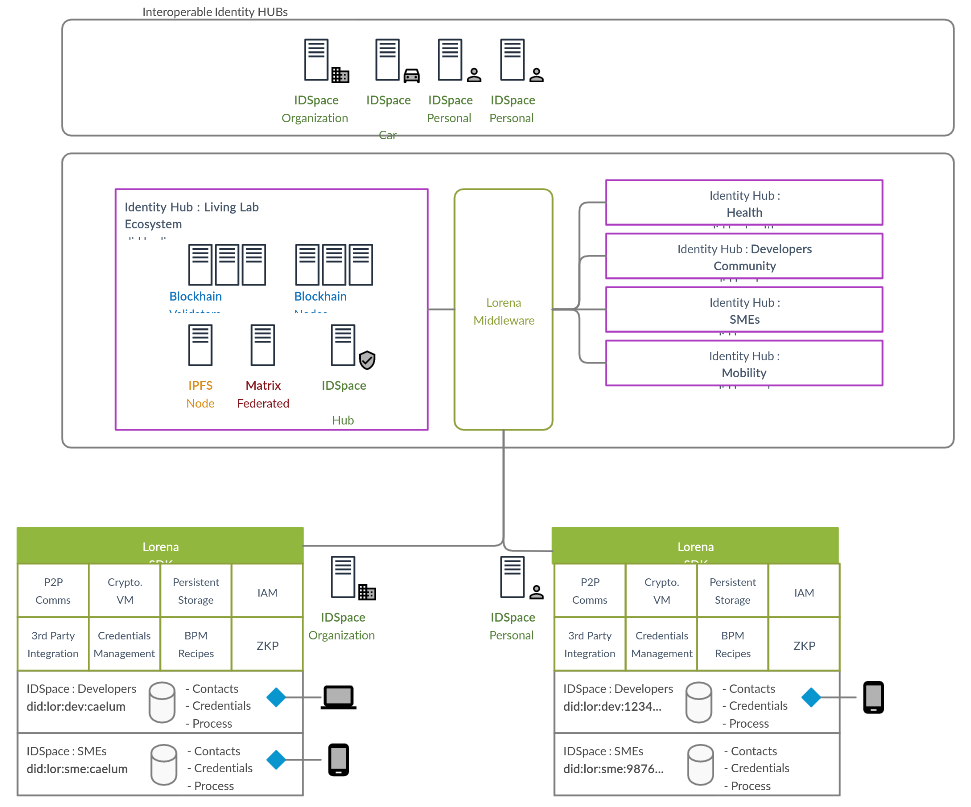 Interoperable Identity HUBs
IDSpace
Organization
IDSpace
Car
IDSpace
Personal
IDSpace
Personal
Identity Hub : Living Lab
Ecosystem
Blockhain
Blockhain
IPFS
Node
Matrix
Federated
IDSpace
Hub
Lorena
Middleware
Identity Hub :
Health
Identity Hub : Developers
Community
Identity Hub :
SMEs
Identity Hub :
Mobility
Lorena
P2P
Comms
Crypto.
VM
Persistent
Storage
IAM
3rd Party
Integration
Credentials
Management
BPM
Recipes
ZKP
IDSpace : Developers
did:lor:dev:caelum
- Contacts
- Credentials
- Process
IDSpace : SMEs
did:lor:sme:caelum
- Contacts
- Credentials
- Process
IDSpace
Organization
IDSpace
Personal
Lorena
P2P
Comms
Crypto.
VM
Persistent
Storage
IAM
3rd Party
Integration
Credentials
Management
BPM
Recipes
ZKP
IDSpace : Developers
did:lor:dev:1234...
- Contacts
- Credentials
- Process
IDSpace : SMEs
did:lor:sme:9876...
- Contacts
- Credentials
- Process